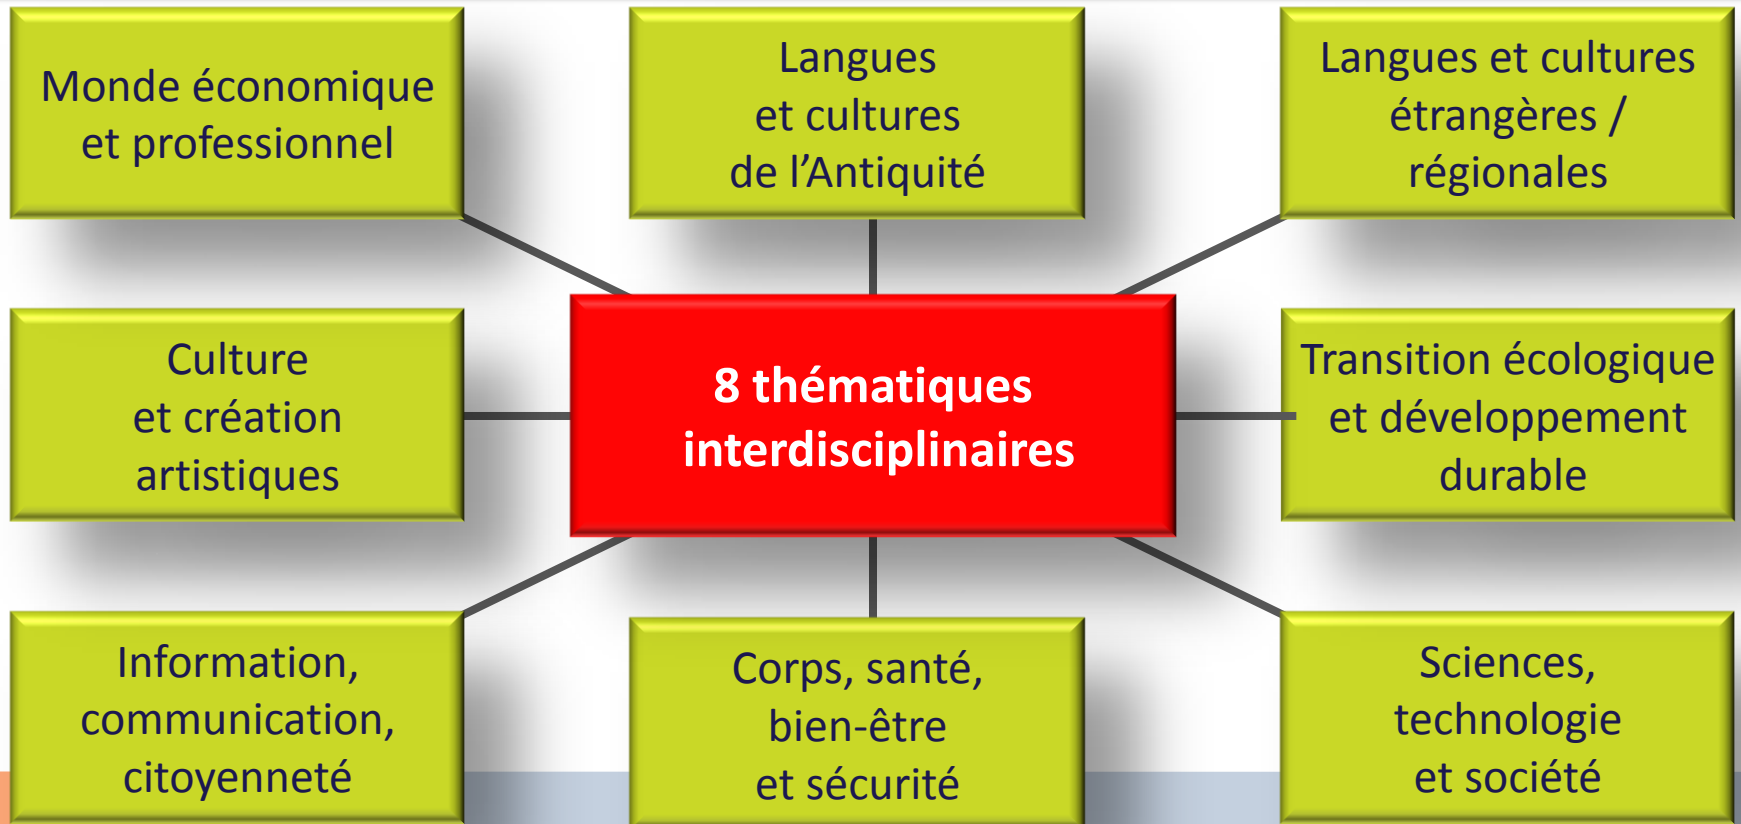 Monde économique
et professionnel
Langues
et cultures
de l’Antiquité
Langues et cultures
étrangères /
régionales
Culture
et création
artistiques
8 thématiques
interdisciplinaires
Transition écologique
et développement
durable
Information,
communication,
citoyenneté
Corps, santé,
bien-être
et sécurité
Sciences,
technologie
et société